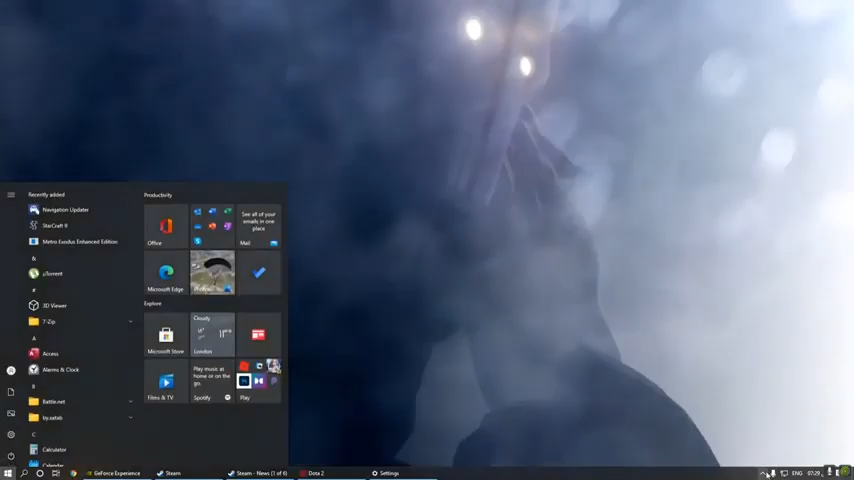 Recently added
Navigation Updater
StarCraft II
Metro Exodus Enhanced Edition
&
µTorrent
3D Viewer
7-Zip
A
Access
Alarms & Clock
B
Battle.net
by.xatab
C
Calculator
Calendar
Productivity
Office
See all of your
emails in one
place
Mail
Microsoft Edge
Explore
Microsoft Store
Cloudy
London
Films & TV
Play music at
home or on the
go.
Spotify
Play
GeForce Experience
Steam
Steam - News (1 of 6)
Dota 2
Settings
ENG
07:29